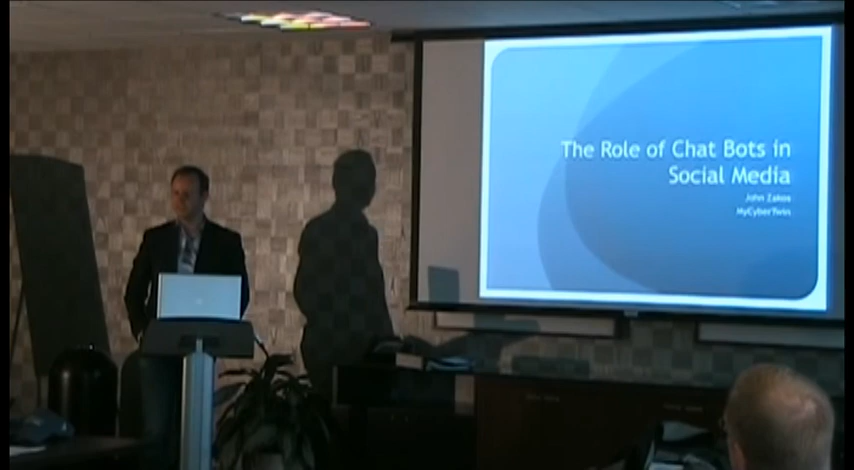 The Role of Chat Bots in
Social Media
John Zakos
MyCyberTwin